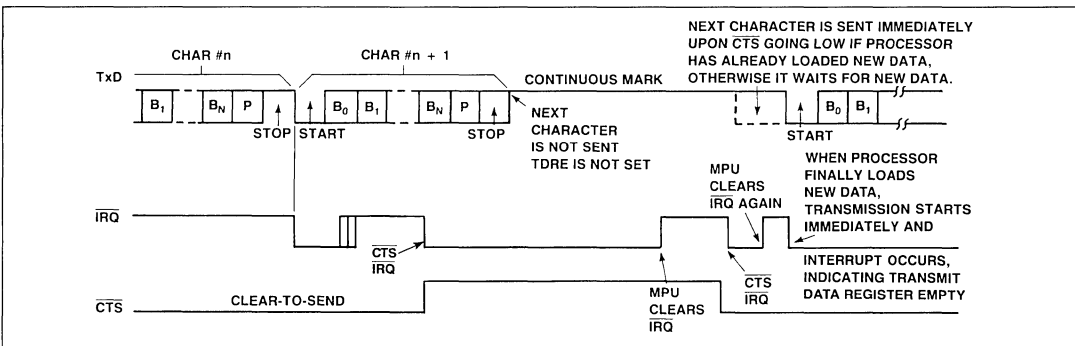 NEXT CHARACTER IS SENT IMMEDIATELY
UPON CTS GOING LOW IF PROCESSOR
HAS ALREADY LOADED NEW DATA,
OTHERWISE IT WAITS FOR NEW DATA.
CHAR #n
CHAR #n + 1
TxD
CONTINUOUS MARK
B1
BN
P
B0
B1
BN
P
B0
B1
STOP
START
STOP
NEXT
CHARACTER
IS NOT SENT
TDRE IS NOT SET
START
MPU
CLEARS
IRQ AGAIN
WHEN PROCESSOR
FINALLY LOADS
NEW DATA,
TRANSMISSION STARTS
IMMEDIATELY AND
INTERRUPT OCCURS,
INDICATING TRANSMIT
DATA REGISTER EMPTY
IRQ
CTS
IRQ
MPU
CLEARS
IRQ
CTS
IRQ
CTS
CLEAR-TO-SEND